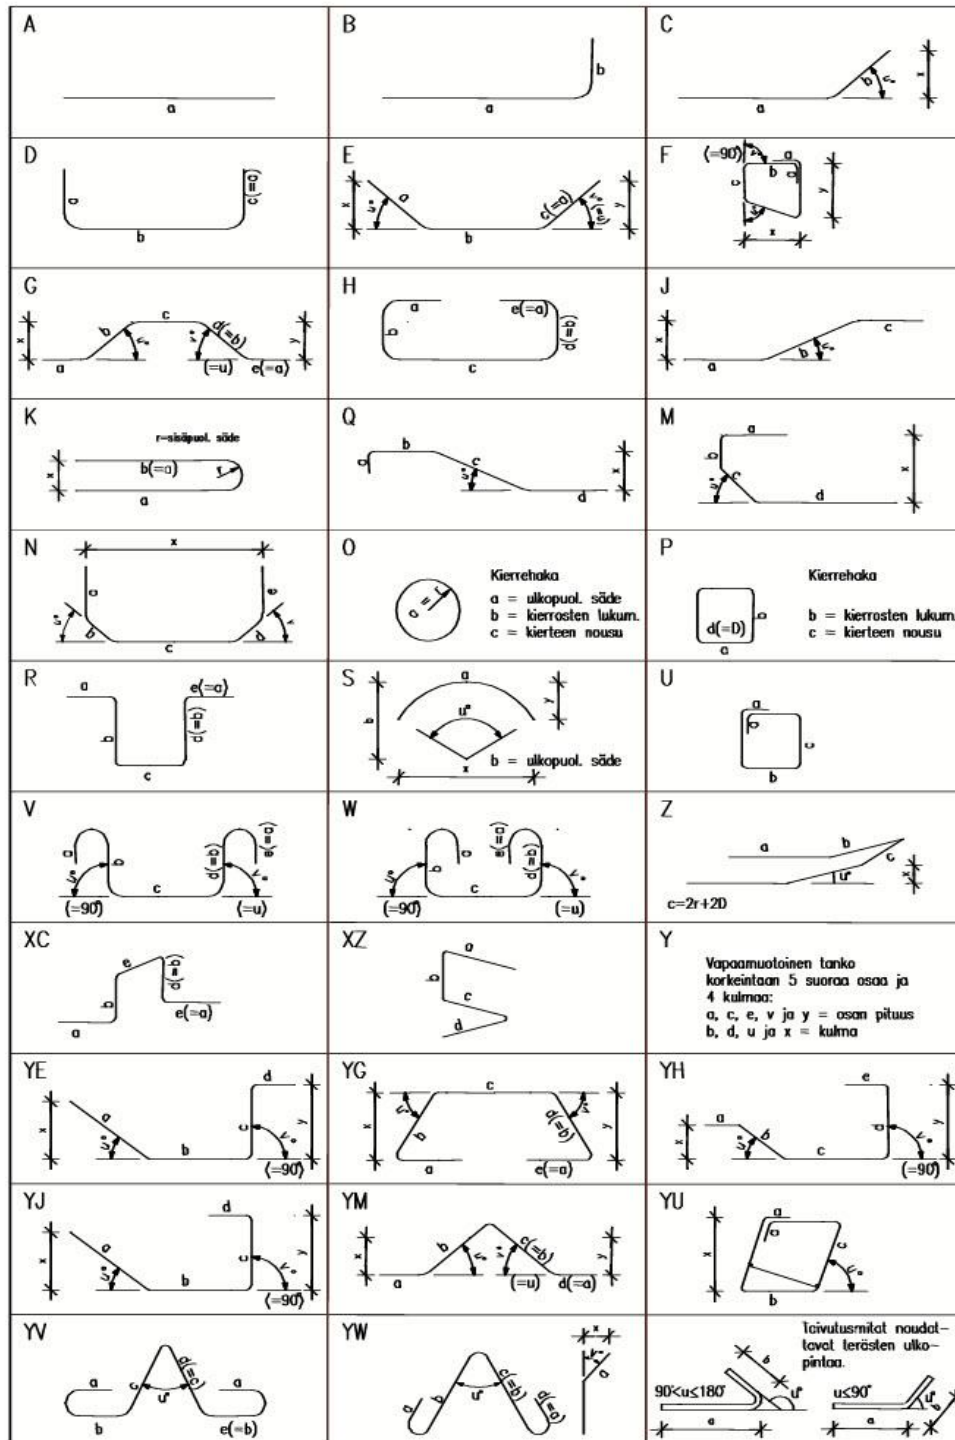 A
a
B
b
a
C
b
u°
x
a
D
a
c(=a)
b
E
x
u°
a
b
c(=a)
v°
(=u)
y
F
(=90°)
v°
a
b
a
c
y
u°
x
G
x
a
b
u°
c
v°
d(=b)
(=u)
e(=a)
y
H
a
e(=a)
b
d(=b)
c
J
x
a
b
u°
c
K
r=sisäpuol. säde
x
b(=a)
r
a
Q
b
a
c
u°
x
d
M
a
b
c
u°
x
d
N
x
a
e
u°
b
c
d
v
O
a = r
Kierrehaka
a = ulkopuol. säde
b = kierrosten lukum.
c = kierteen nousu
P
Kierrehaka
b
d(=D)
a
b = kierrosten lukum.
c = kierteen nousu
R
a
e(=a)
b
d(=b)
c
S
a
b
y
u°
x
b = ulkopuol. säde
U
a
a
c
b
V
a
b
u°
(=90°)
c
d(=b)
e(=a)
v°
(=u)
W
a
e(=a)
b
d(=b)
u°
(=90°)
c
v°
(=u)
Z
a
b
c
x
u°
c=2r+2D
XC
e
d(=b)
b
a
e(=a)
XZ
a
b
c
d
Y
Vapaamuotoinen tanko
korkeintaan 5 suoraa osaa ja
4 kulmaa:
a, c, e, v ja y = osan pituus
b, d, u ja x = kulma
YE
d
a
x
u°
b
c
v°
y
(=90°)
YG
c
x
u°
b
d(=b)
v°
y
a
e(=a)
YH
e
a
x
u°
b
c
d
v°
y
(=90°)
YJ
d
a
x
u°
b
c
v°
y
(=90°)
YM
x
b
u°
v°
c(=b)
y
a
(=u)
d(=a)
YU
a
a
x
c
u°
b
YV
a
c
d(=c)
a
u°
b
e(=b)
YW
x
v°
a
a
b
u°
c(=b)
d(=a)
Taivutusmitat noudat-
tavat terästen ulko-
pintaa.
b
90°<u≤180°
u°
a
u≤90°
u°
b
a